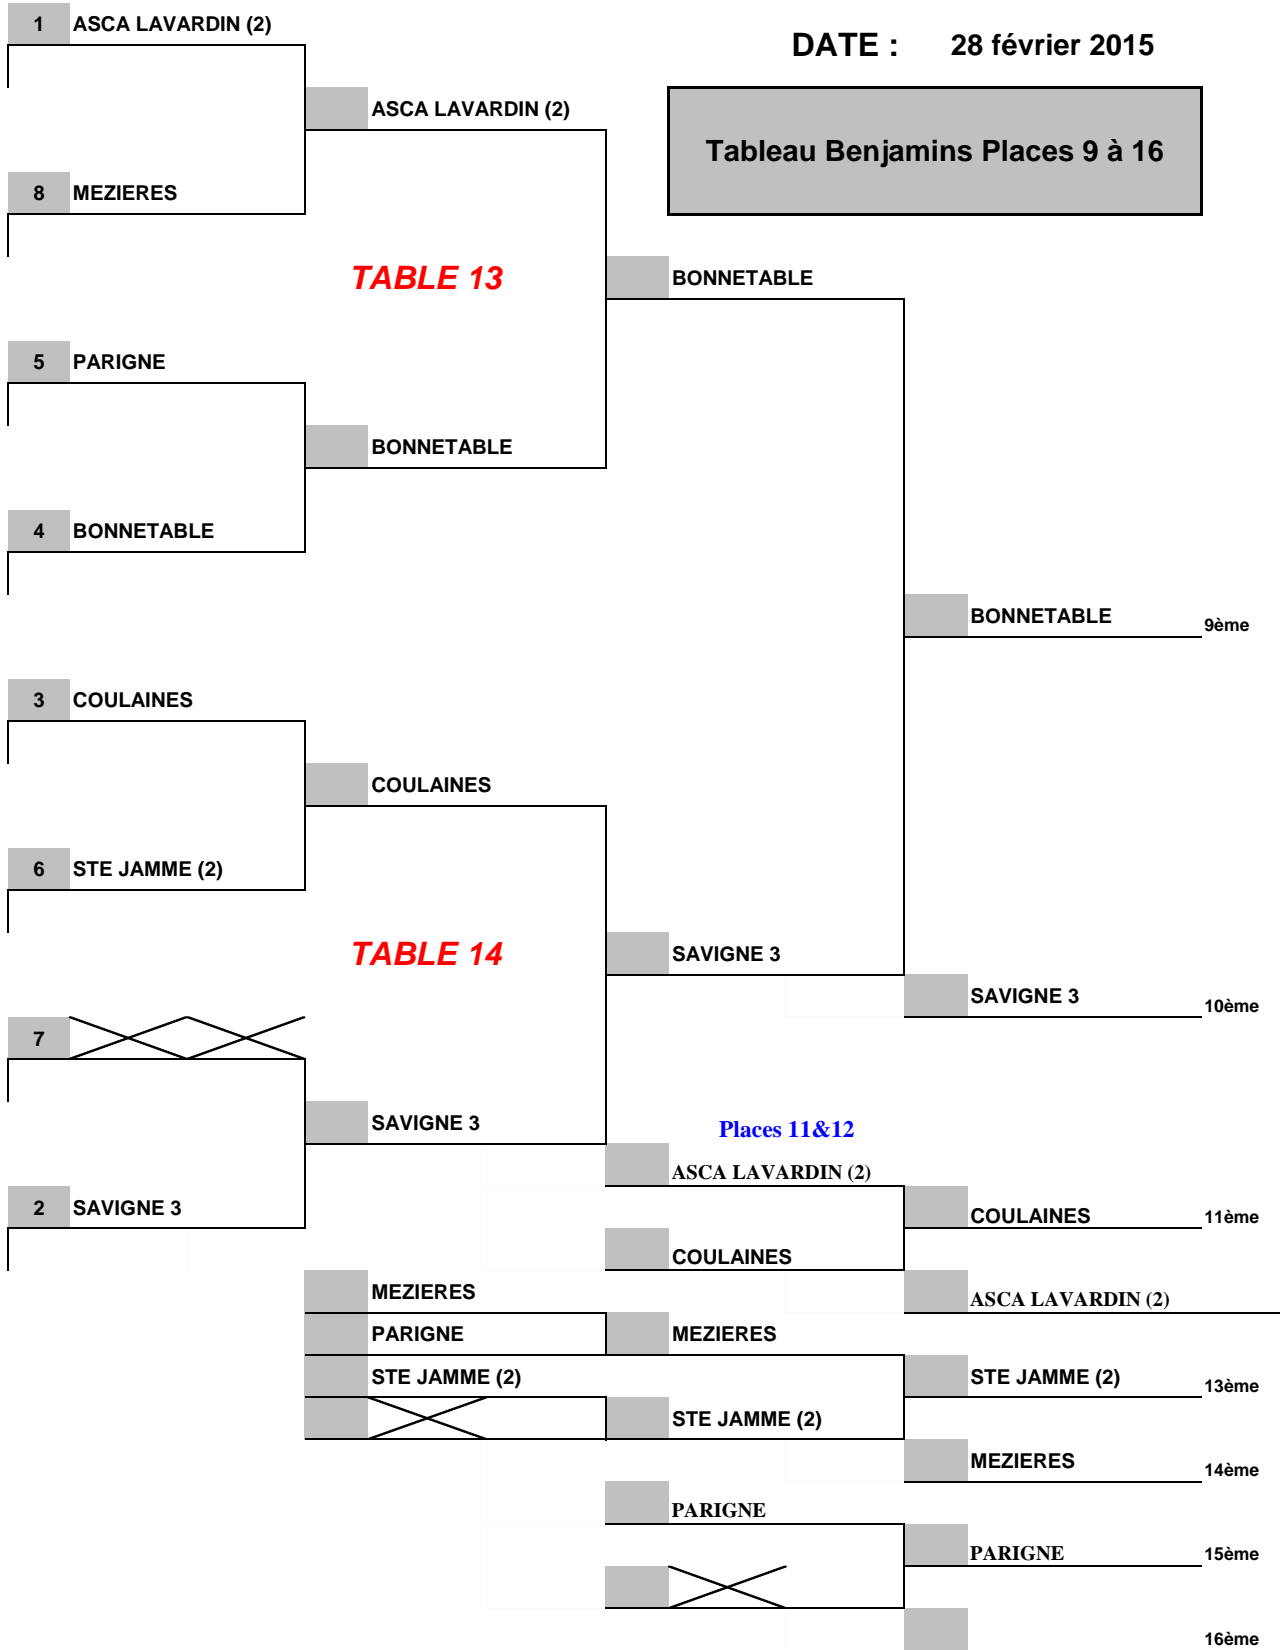 1 ASCA LAVARDIN (2)
DATE : 28 février 2015
ASCA LAVARDIN (2)
Tableau Benjamins Places 9 à 16
8 MEZIERES
TABLE 13
BONNETABLE
5 PARIGNE
BONNETABLE
4 BONNETABLE
BONNETABLE 9ème
3 COULAINES
COULAINES
6 STE JAMME (2)
TABLE 14
SAVIGNE 3
SAVIGNE 3 10ème
7
SAVIGNE 3
Places 11&12
ASCA LAVARDIN (2)
2 SAVIGNE 3
COULAINES 11ème
COULAINES
MEZIERES
ASCA LAVARDIN (2)
PARIGNE
MEZIERES
STE JAMME (2)
STE JAMME (2) 13ème
STE JAMME (2)
MEZIERES 14ème
PARIGNE
PARIGNE 15ème
16ème